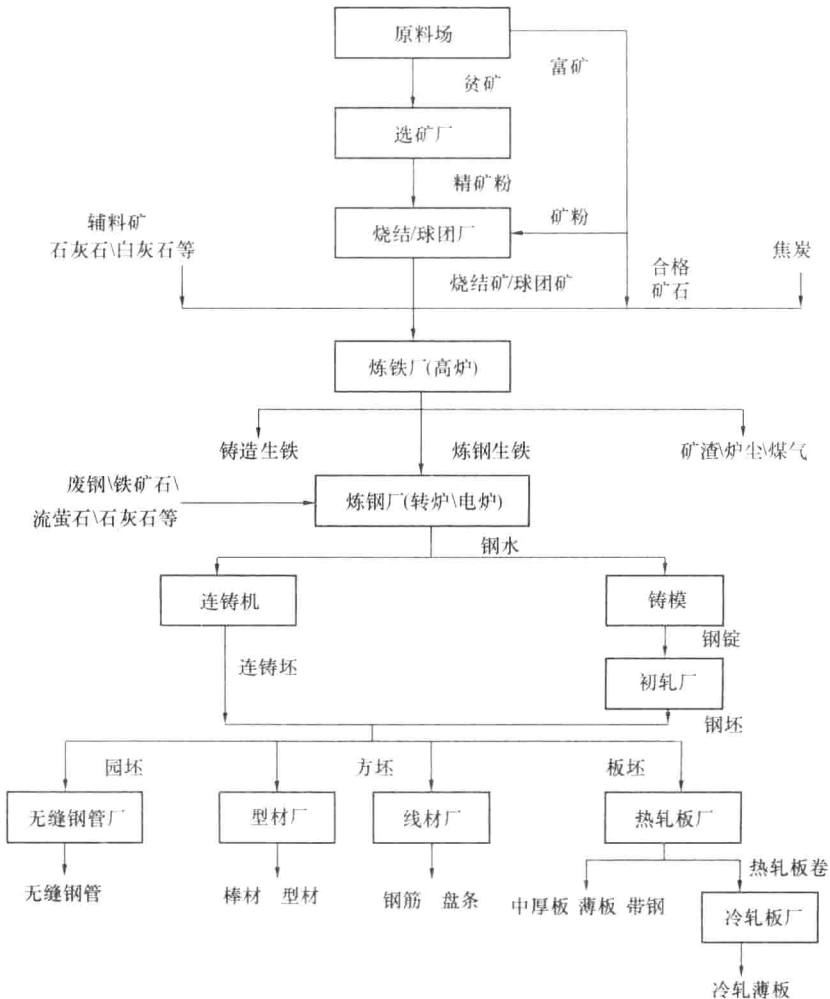 原料场
富矿
贫矿
选矿厂
精矿粉
辅料矿
石灰石\白灰石等
烧结/球团厂
矿粉
焦炭
烧结矿/球团矿
合格
矿石
炼铁厂(高炉)
铸造生铁
炼钢生铁
矿渣\炉尘\煤气
废钢\铁矿石\
流萤石\石灰石等
炼钢厂(转炉\电炉)
钢水
连铸机
铸模
钢锭
连铸坯
初轧厂
钢坯
园坯
方坯
板坯
无缝钢管厂
型材厂
线材厂
热轧板厂
热轧板卷
无缝钢管
棒材 型材
钢筋 盘条
中厚板 薄板 带钢
冷轧板厂
冷轧薄板